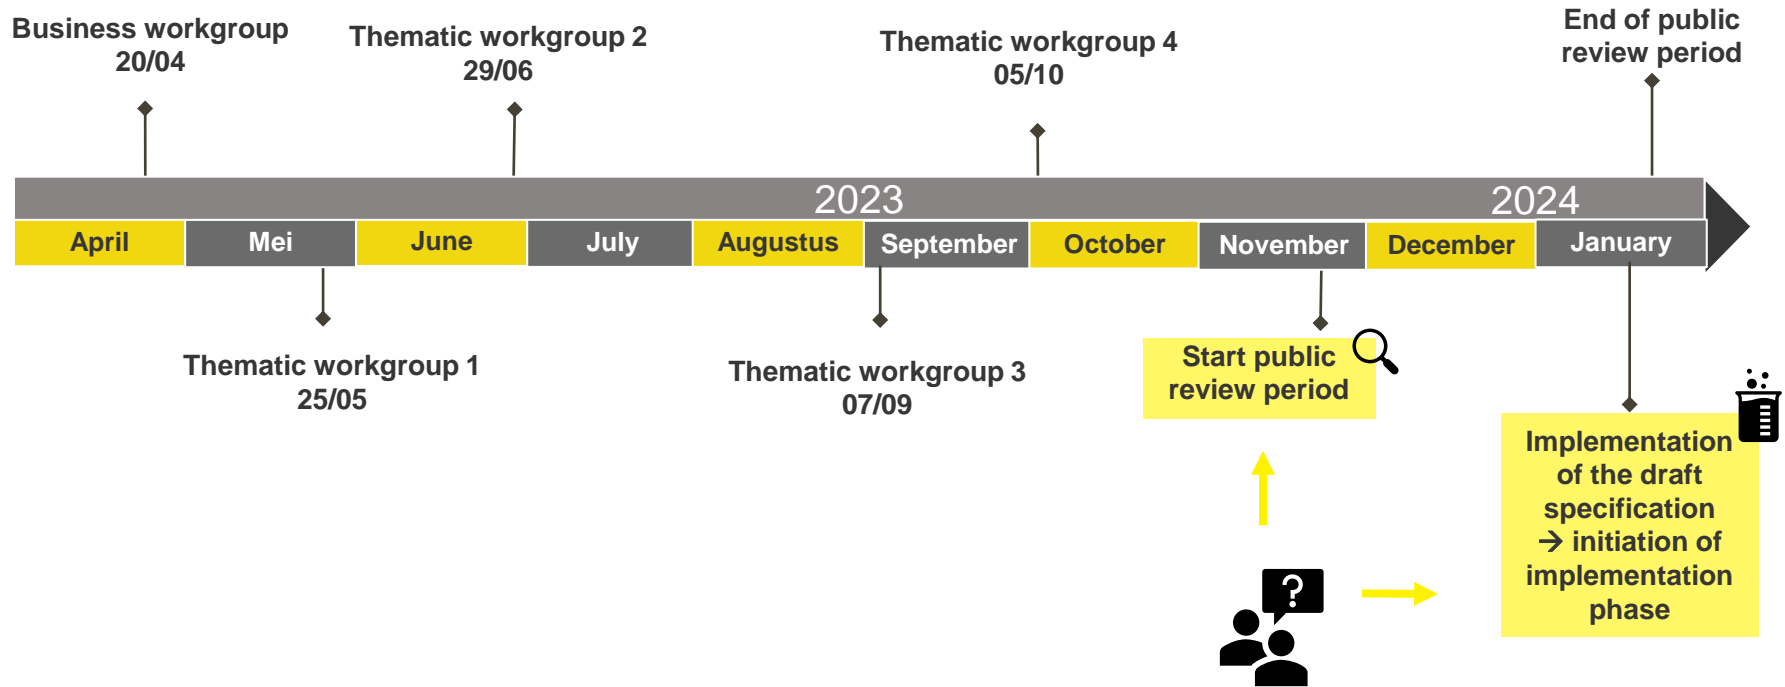 Business workgroup
20/04
Thematic workgroup 2
29/06
Thematic workgroup 4
05/10
End of public
review period
2023
2024
April
Mei
June
July
Augustus
September
October
November
December
January
Thematic workgroup 1
25/05
Thematic workgroup 3
07/09
Start public
review period
Implementation
of the draft
specification
→ initiation of
implementation
phase
?